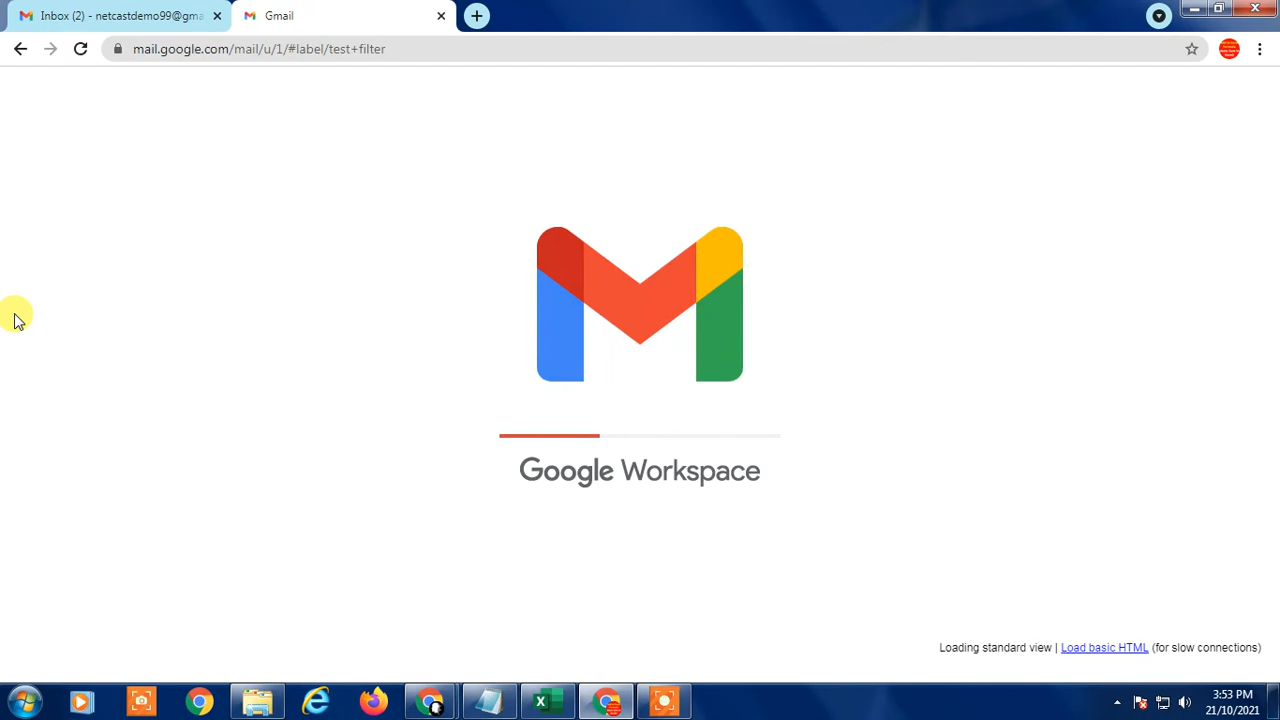 Inbox (2) - netcastdemo99@gma
Gmail
mail.google.com/mail/u/1/#label/test+filter
Google Workspace
Loading standard view | Load basic HTML (for slow connections)
3:53 PM
21/10/2021